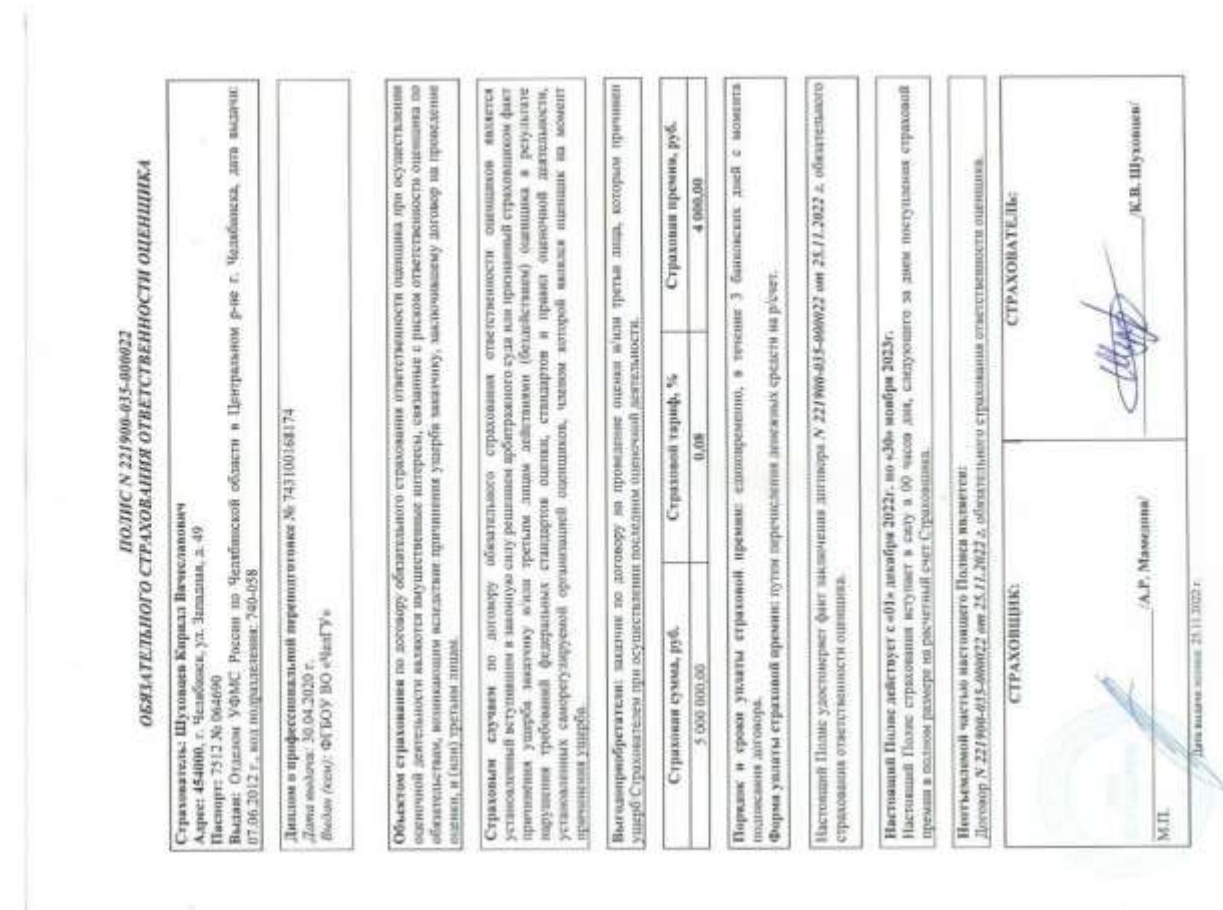 ПОЛИС N 221900-035-000022
ОБЯЗАТЕЛЬНОГО СТРАХОВАНИЯ ОТВЕТСТВЕННОСТИ ОЦЕНЩИКА
Страхователь: Шуховцев Кирилл Вячеславович
Адрес: 454000, г. Челябинск, ул. Западная, д. 49
Паспорт: 7512 № 064690
Выдан: Отделом УФМС России по Челябинской области в Центральном р-не г. Челябинска, дата выдачи:
07.06.2012 г., код подразделения: 740-058
Диплом о профессиональной переподготовке № 743100168174
Дата выдачи: 30.04.2020 г.
Выдан (кем): ФГБОУ ВО «ЧелГУ»
Объектом страхования по договору обязательного страхования ответственности оценщика при осуществлении
оценочной деятельности являются имущественные интересы, связанные с риском ответственности оценщика по
обязательствам, возникающим вследствие причинения ущерба заказчику, заключившему договор на проведение
оценки, и (или) третьим лицам.
Страховым случаем по договору обязательного страхования ответственности оценщиков является
установленный вступившим в законную силу решением арбитражного суда или признанный страховщиком факт
причинения ущерба заказчику и/или третьим лицам действиями (бездействием) оценщика в результате
нарушения требований федеральных стандартов оценки, стандартов и правил оценочной деятельности,
установленных саморегулируемой организацией оценщиков, членом которой являлся оценщик на момент
причинения ущерба.
Выгодоприобретатели: заказчик по договору на проведение оценки и/или третьи лица, которым причинен
ущерб Страхователем при осуществлении последним оценочной деятельности.
Страховая сумма, руб. Страховой тариф, % Страховая премия, руб.
5 000 000,00 0,08 4 000,00
Порядок и сроки уплаты страховой премии: единовременно, в течение 3 банковских дней с момента
подписания договора.
Форма уплаты страховой премии: путем перечисления денежных средств на р/счет.
Настоящий Полис удостоверяет факт заключения договора N 221900-035-000022 от 25.11.2022 г. обязательного
страхования ответственности оценщика.
Настоящий Полис действует с «01» декабря 2022г. по «30» ноября 2023г.
Настоящий Полис страхования вступает в силу в 00 часов дня, следующего за днем поступления страховой
премии в полном размере на расчетный счет Страховщика.
Неотъемлемой частью настоящего Полиса является:
Договор N 221900-035-000022 от 25.11.2022 г. обязательного страхования ответственности оценщика.
СТРАХОВЩИК: СТРАХОВАТЕЛЬ:
/А.Р. Мамедова/ /К.В. Шуховцев/
М.П.
Дата выдачи полиса: 25.11.2022 г.